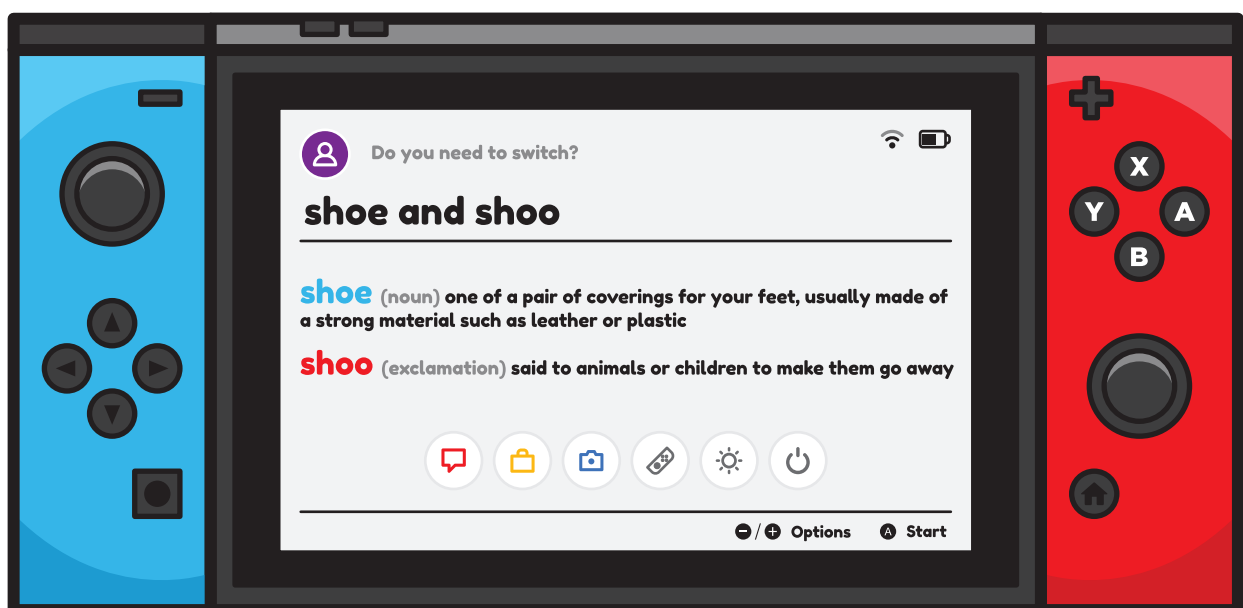 Do you need to switch?
shoe and shoo
shoe (noun) one of a pair of coverings for your feet, usually made of
a strong material such as leather or plastic
shoo (exclamation) said to animals or children to make them go away
-/+ Options A Start
X
Y A
B